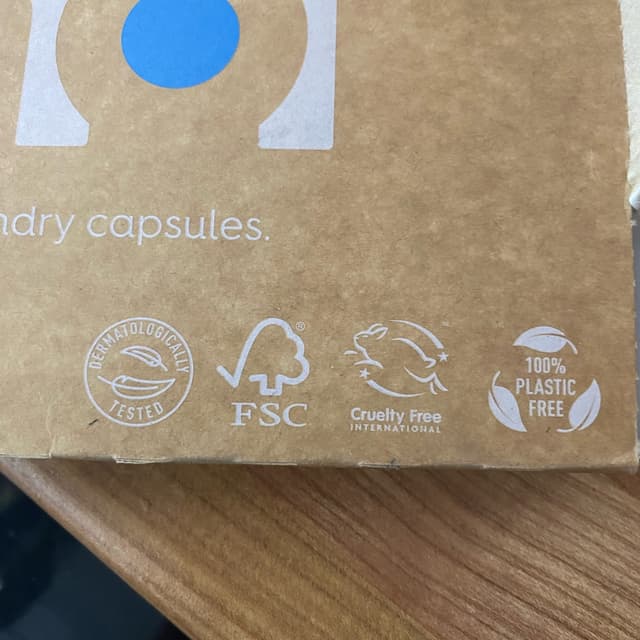 ndry capsules.
DERMATOLOGICALLY
TESTED
FSC
®
Cruelty Free
INTERNATIONAL
100%
PLASTIC
FREE